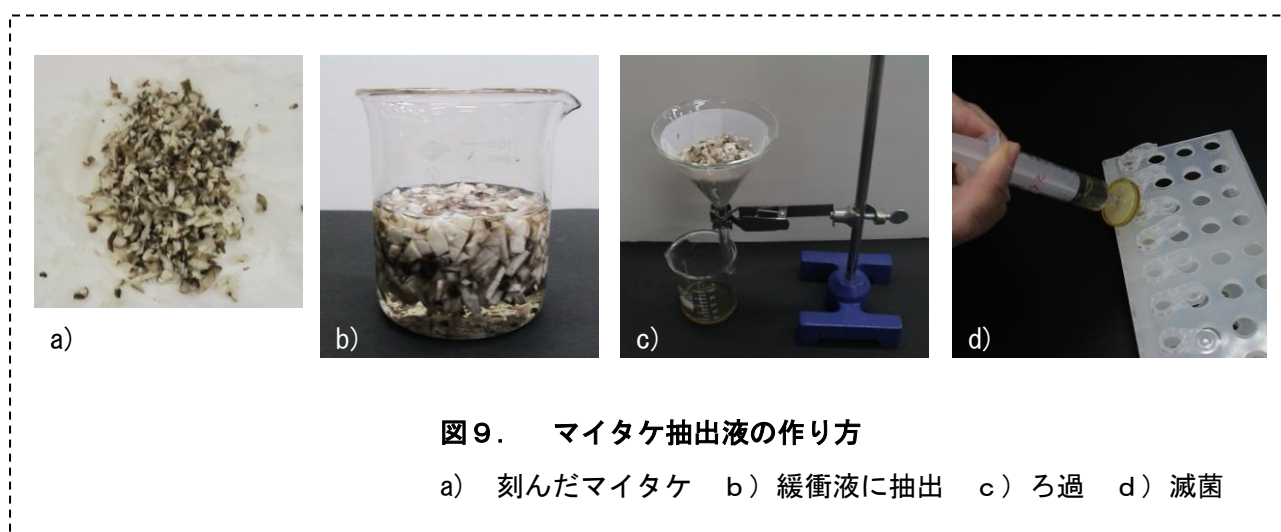 a)
b)
c)
d)
図９． マイタケ抽出液の作り方
a) 刻んだマイタケ ｂ）緩衝液に抽出 ｃ）ろ過 ｄ）滅菌